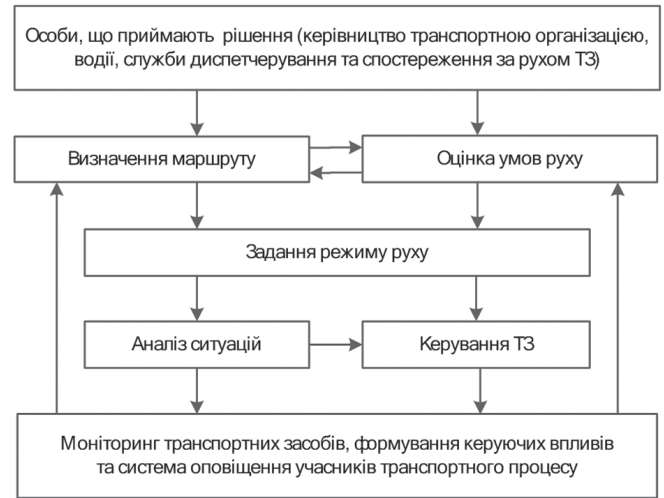 Особи, що приймають рішення (керівництво транспортною організацією,
водії, служби диспетчерування та спостереження за рухом ТЗ)
Визначення маршруту
Оцінка умов руху
Задання режиму руху
Аналіз ситуацій
Керування ТЗ
Моніторинг транспортних засобів, формування керуючих впливів
та система оповіщення учасників транспортного процесу